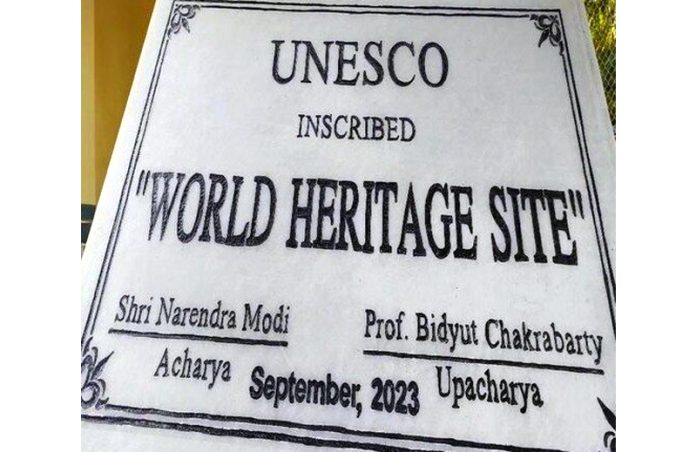 UNESCO
INSCRIBED
"WORLD HERITAGE SITE"
Shri Narendra Modi Prof. Bidyut Chakrabarty
Acharya September, 2023 Upacharya